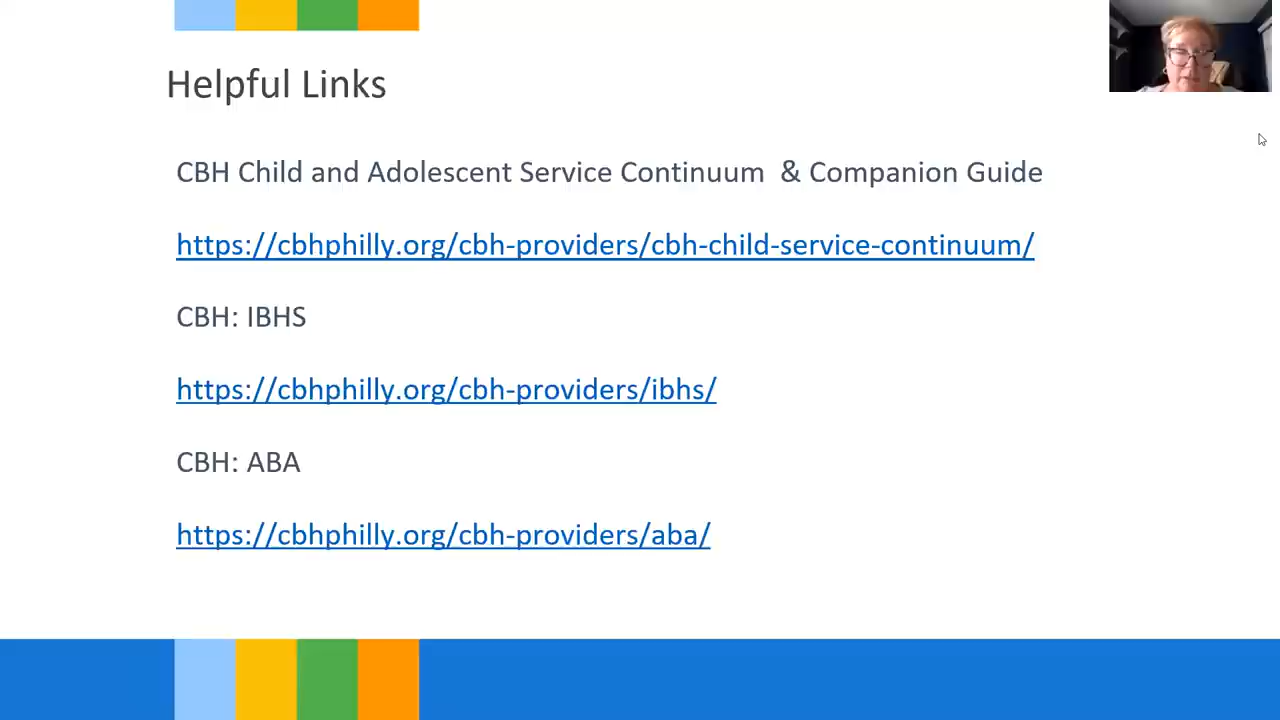 Helpful Links
CBH Child and Adolescent Service Continuum  & Companion Guide
https://cbhphilly.org/cbh-providers/cbh-child-service-continuum/
CBH: IBHS
https://cbhphilly.org/cbh-providers/ibhs/
CBH: ABA
https://cbhphilly.org/cbh-providers/aba/